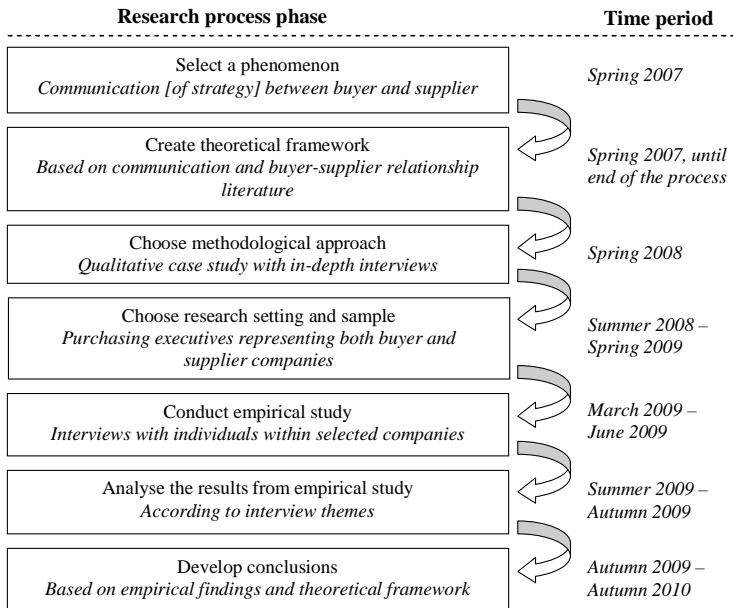 Research process phase
Time period
Select a phenomenon
Communication [of strategy] between buyer and supplier
Spring 2007
Create theoretical framework
Based on communication and buyer-supplier relationship
literature
Spring 2007, until
end of the process
Choose methodological approach
Qualitative case study with in-depth interviews
Spring 2008
Choose research setting and sample
Purchasing executives representing both buyer and
supplier companies
Summer 2008 –
Spring 2009
Conduct empirical study
Interviews with individuals within selected companies
March 2009 –
June 2009
Analyse the results from empirical study
According to interview themes
Summer 2009 –
Autumn 2009
Develop conclusions
Based on empirical findings and theoretical framework
Autumn 2009 –
Autumn 2010